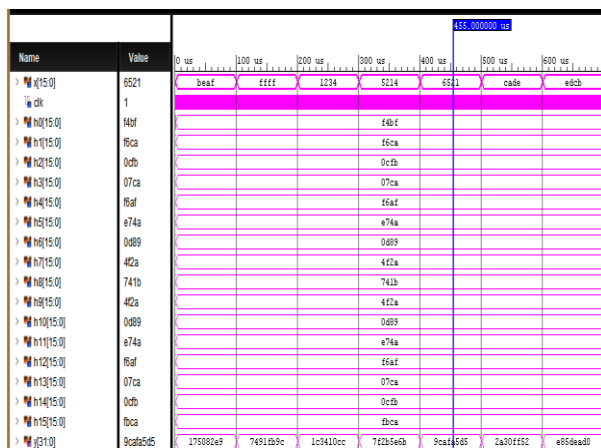 455.000000 us
Name Value 0 us 100 us 200 us 300 us 400 us 500 us 600 us
x[15:0] 6521 beaf ffff 1234 5214 6521 cade edcb
clk 1
h0[15:0] f4bf f4bf
h1[15:0] f6ca f6ca
h2[15:0] 0cfb 0cfb
h3[15:0] 07ca 07ca
h4[15:0] f6af f6af
h5[15:0] e74a e74a
h6[15:0] 0d89 0d89
h7[15:0] 4f2a 4f2a
h8[15:0] 741b 741b
h9[15:0] 4f2a 4f2a
h10[15:0] 0d89 0d89
h11[15:0] e74a e74a
h12[15:0] f6af f6af
h13[15:0] 07ca 07ca
h14[15:0] 0cfb 0cfb
h15[15:0] fbca fbca
y[31:0] 9cafa5d5 175082e9 7491fb9c 1c3410cc 7f2b5e6b 9cafa5d5 2a30ff52 e85dead0